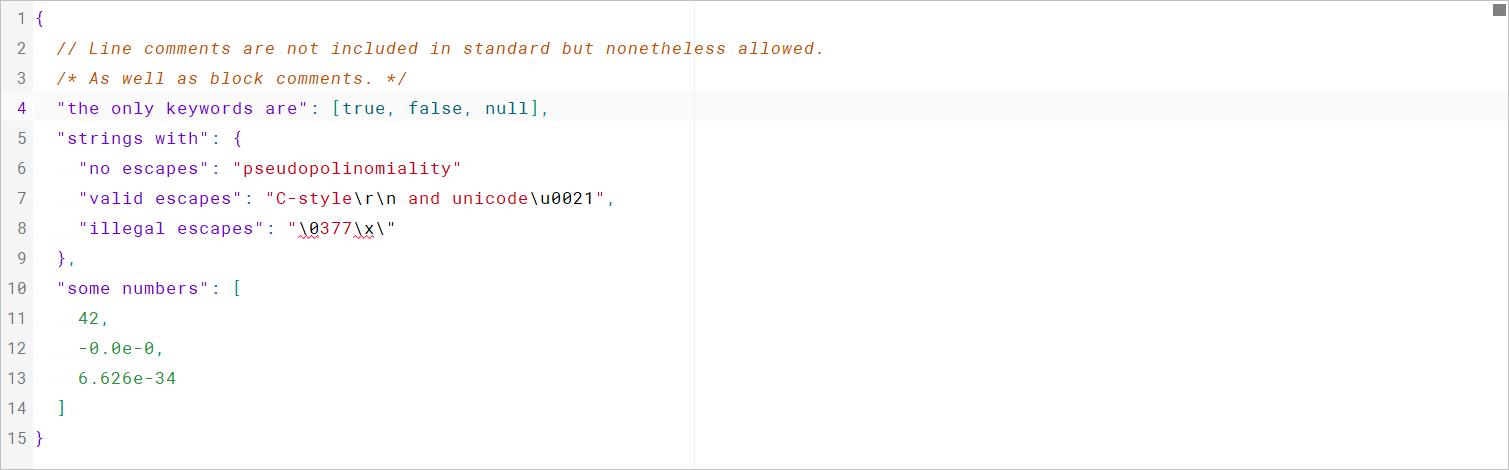 1 {
2   // Line comments are not included in standard but nonetheless allowed.
3   /* As well as block comments. */
4   "the only keywords are": [true, false, null],
5   "strings with": {
6     "no escapes": "pseudopolinomiality"
7     "valid escapes": "C-style\r\n and unicode\u0021",
8     "illegal escapes": "\0377\x\"
9   },
10   "some numbers": [
11     42,
12     -0.0e-0,
13     6.626e-34
14   ]
15 }